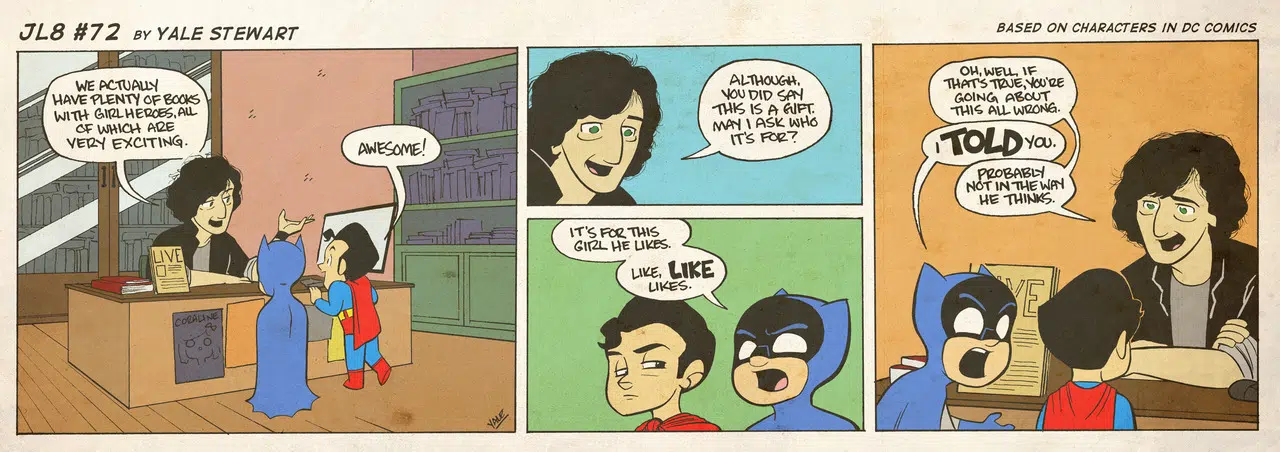 JL8 #72 BY YALE STEWART
BASED ON CHARACTERS IN DC COMICS
WE ACTUALLY
HAVE PLENTY OF BOOKS
WITH GIRL HEROES, ALL
OF WHICH ARE
VERY EXCITING.
AWESOME!
LIVE
CORALINE
YALE
ALTHOUGH,
YOU DID SAY
THIS IS A GIFT.
MAY I ASK WHO
IT'S FOR?
IT'S FOR THIS
GIRL HE LIKES.
LIKE, LIKE
LIKES.
OH, WELL, IF
THAT'S TRUE, YOU'RE
GOING ABOUT
THIS ALL WRONG.
I TOLD YOU.
PROBABLY
NOT IN THE WAY
HE THINKS.
LIVE